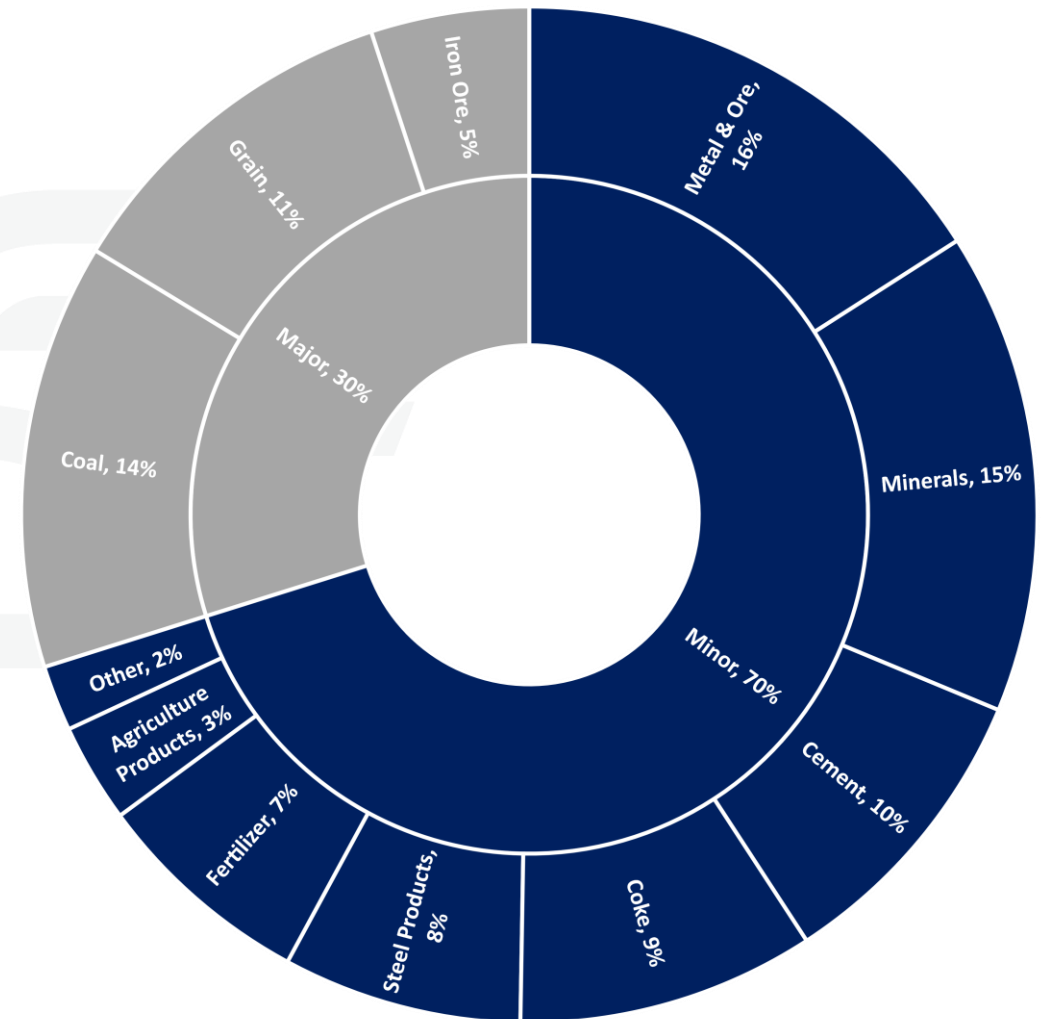 Iron Ore, 5%
Metal & Ore,
16%
Grain, 11%
Major, 30%
Coal, 14%
Minerals, 15%
Minor, 70%
Other, 2%
Agriculture
Products, 3%
Cement, 10%
Fertilizer, 7%
Steel Products,
8%
Coke, 9%